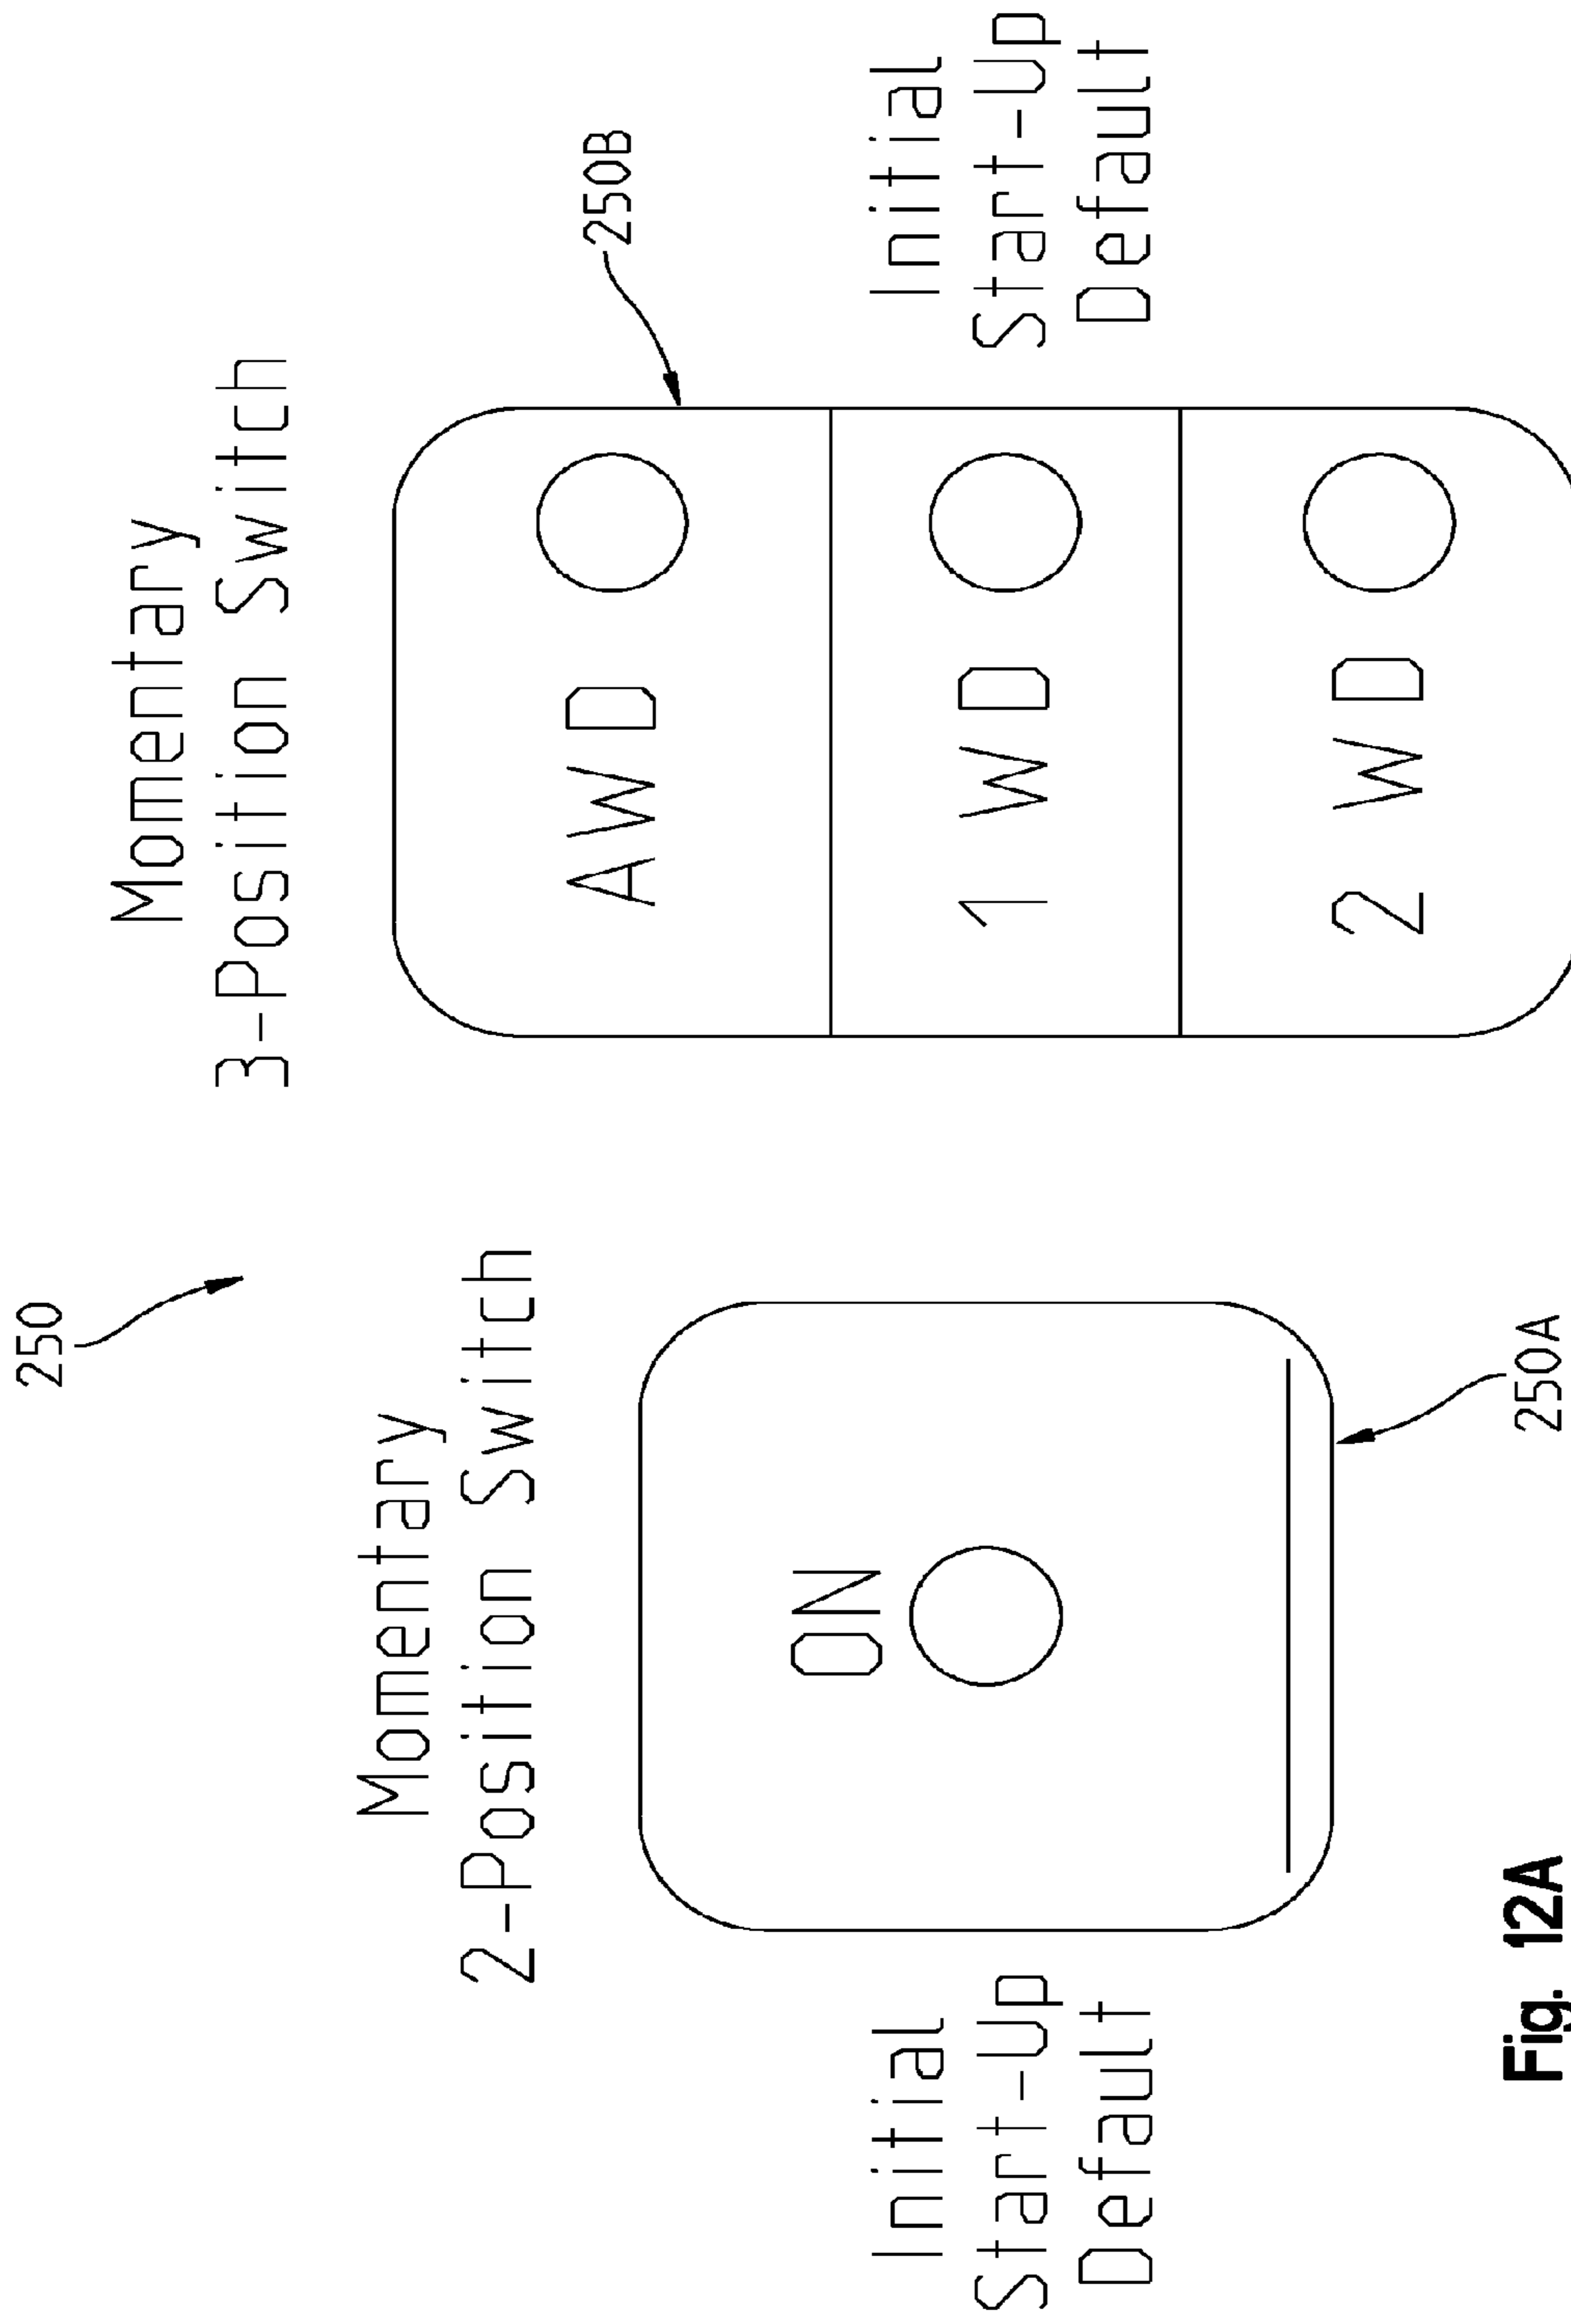 250
Momentary
2-Position Switch
Initial
Start-Up
Default
ON
250A
Momentary
3-Position Switch
250B
AWD
1 WD
2 WD
Initial
Start-Up
Default
Fig. 12A